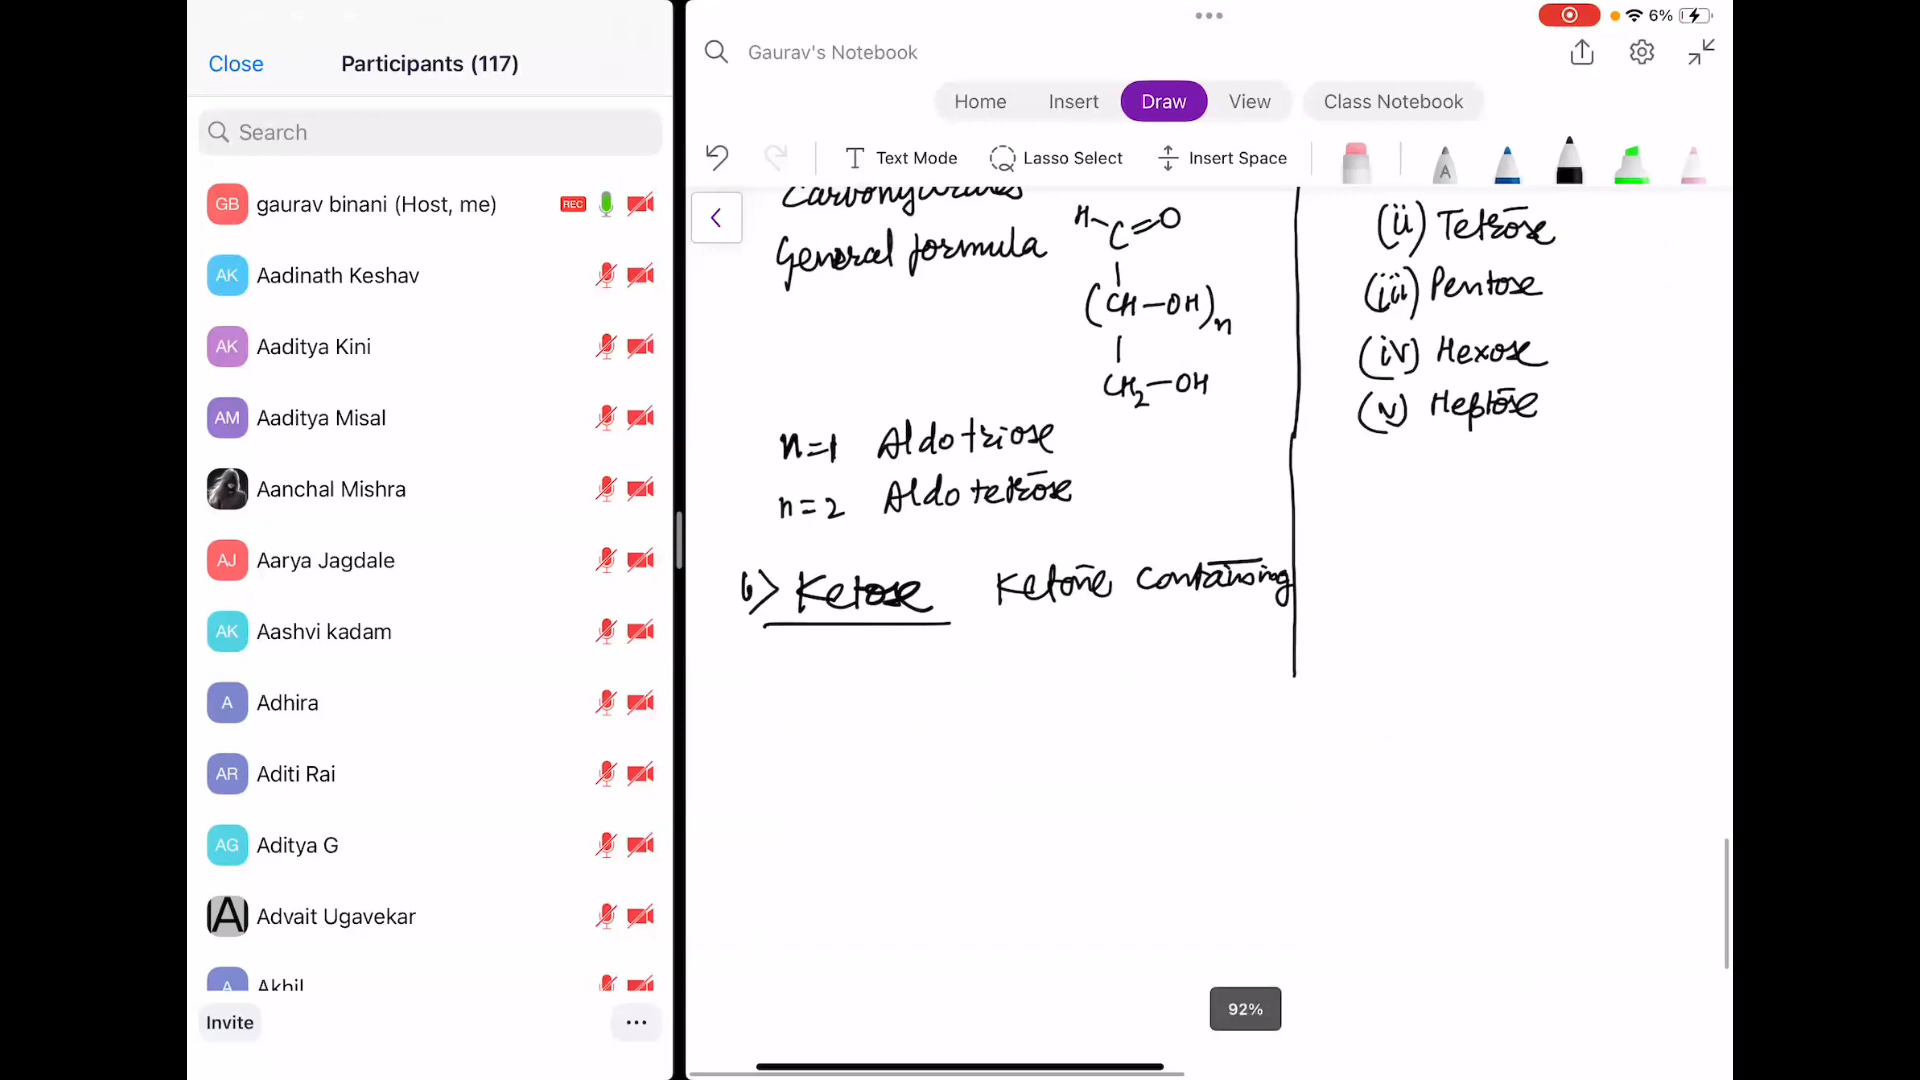 6%
Close
Participants (117)
Search
GB gaurav binani (Host, me) REC
AK Aadinath Keshav
AK Aaditya Kini
AM Aaditya Misal
Aanchal Mishra
AJ Aarya Jagdale
AK Aashvi kadam
A Adhira
AR Aditi Rai
AG Aditya G
A Advait Ugavekar
A Akhil
Invite
Gaurav's Notebook
Home Insert Draw View Class Notebook
Text Mode Lasso Select Insert Space
A
General formula
H-C=O
(CH-OH)n
CH2-OH
n=1 Aldotriose
n=2 Aldotetrose
b> Ketose Ketone containing
(ii) Tetrose
(iii) Pentose
(iv) Hexose
(v) Heptose
92%